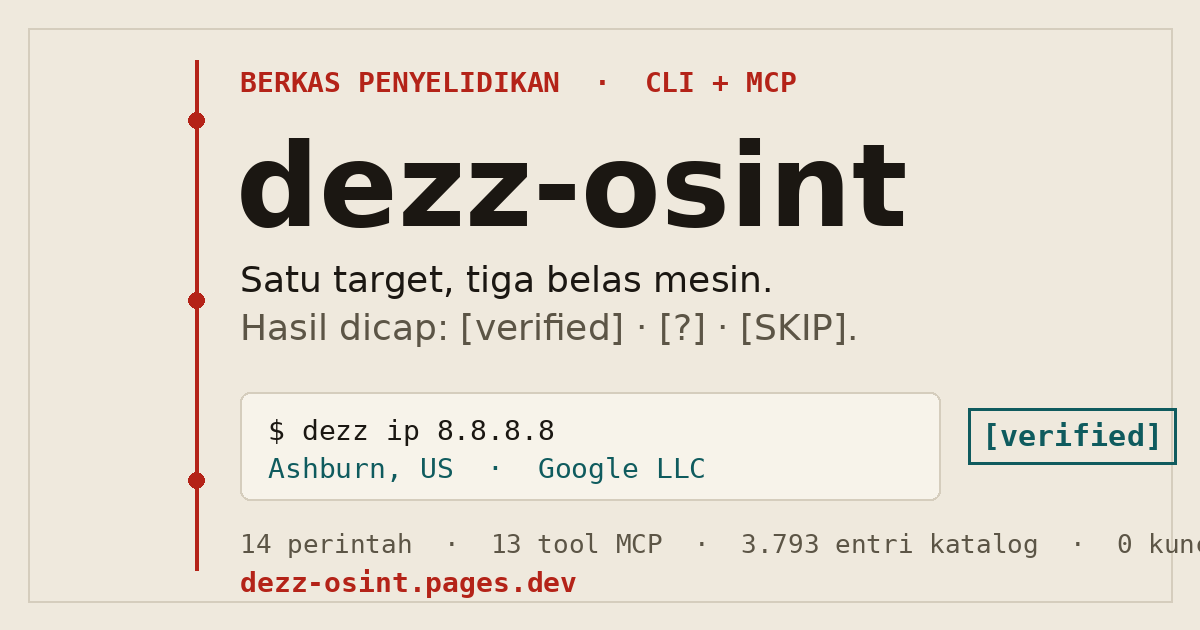 BERKAS PENYELIDIKAN · CLI + MCP
dezz-osint
Satu target, tiga belas mesin.
Hasil dicap: [verified] · [?] · [SKIP].
$ dezz ip 8.8.8.8
Ashburn, US · Google LLC
[verified]
14 perintah · 13 tool MCP · 3.793 entri katalog · 0
dezz-osint.pages.dev